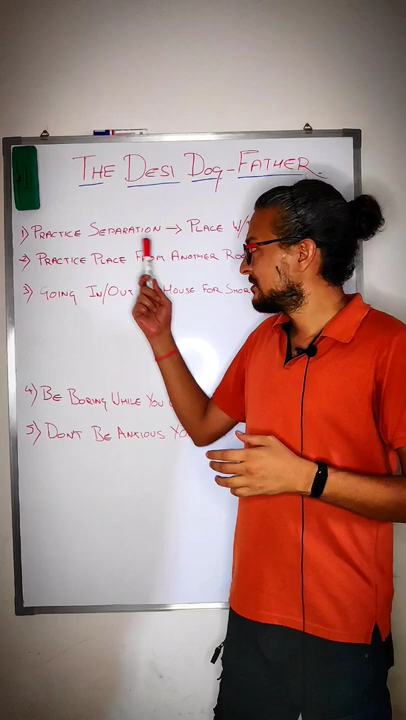 THE DESI DOG-FATHER.
1) PRACTICE SEPARATION → PLACE W/
2) PRACTICE PLACE FROM ANOTHER
3) GOING IN/OUT HOUSE FOR
4) BE BORING WHILE YOU
5) DONT BE ANXIOUS